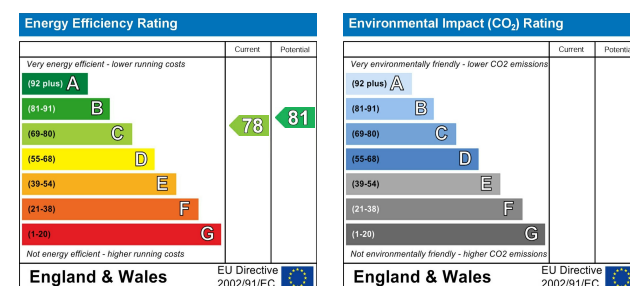 Energy Efficiency Rating
Current Potential
Very energy efficient - lower running costs
(92 plus) A
(81-91) B
(69-80) C
(55-68) D
(39-54) E
(21-38) F
(1-20) G
78
81
Not energy efficient - higher running costs
England & Wales
EU Directive
2002/91/EC
Environmental Impact (CO2) Rating
Current Potentia
Very environmentally friendly - lower CO2 emissions
(92 plus) A
(81-91) B
(69-80) C
(55-68) D
(39-54) E
(21-38) F
(1-20) G
Not environmentally friendly - higher CO2 emissions
England & Wales
EU Directive
2002/91/EC